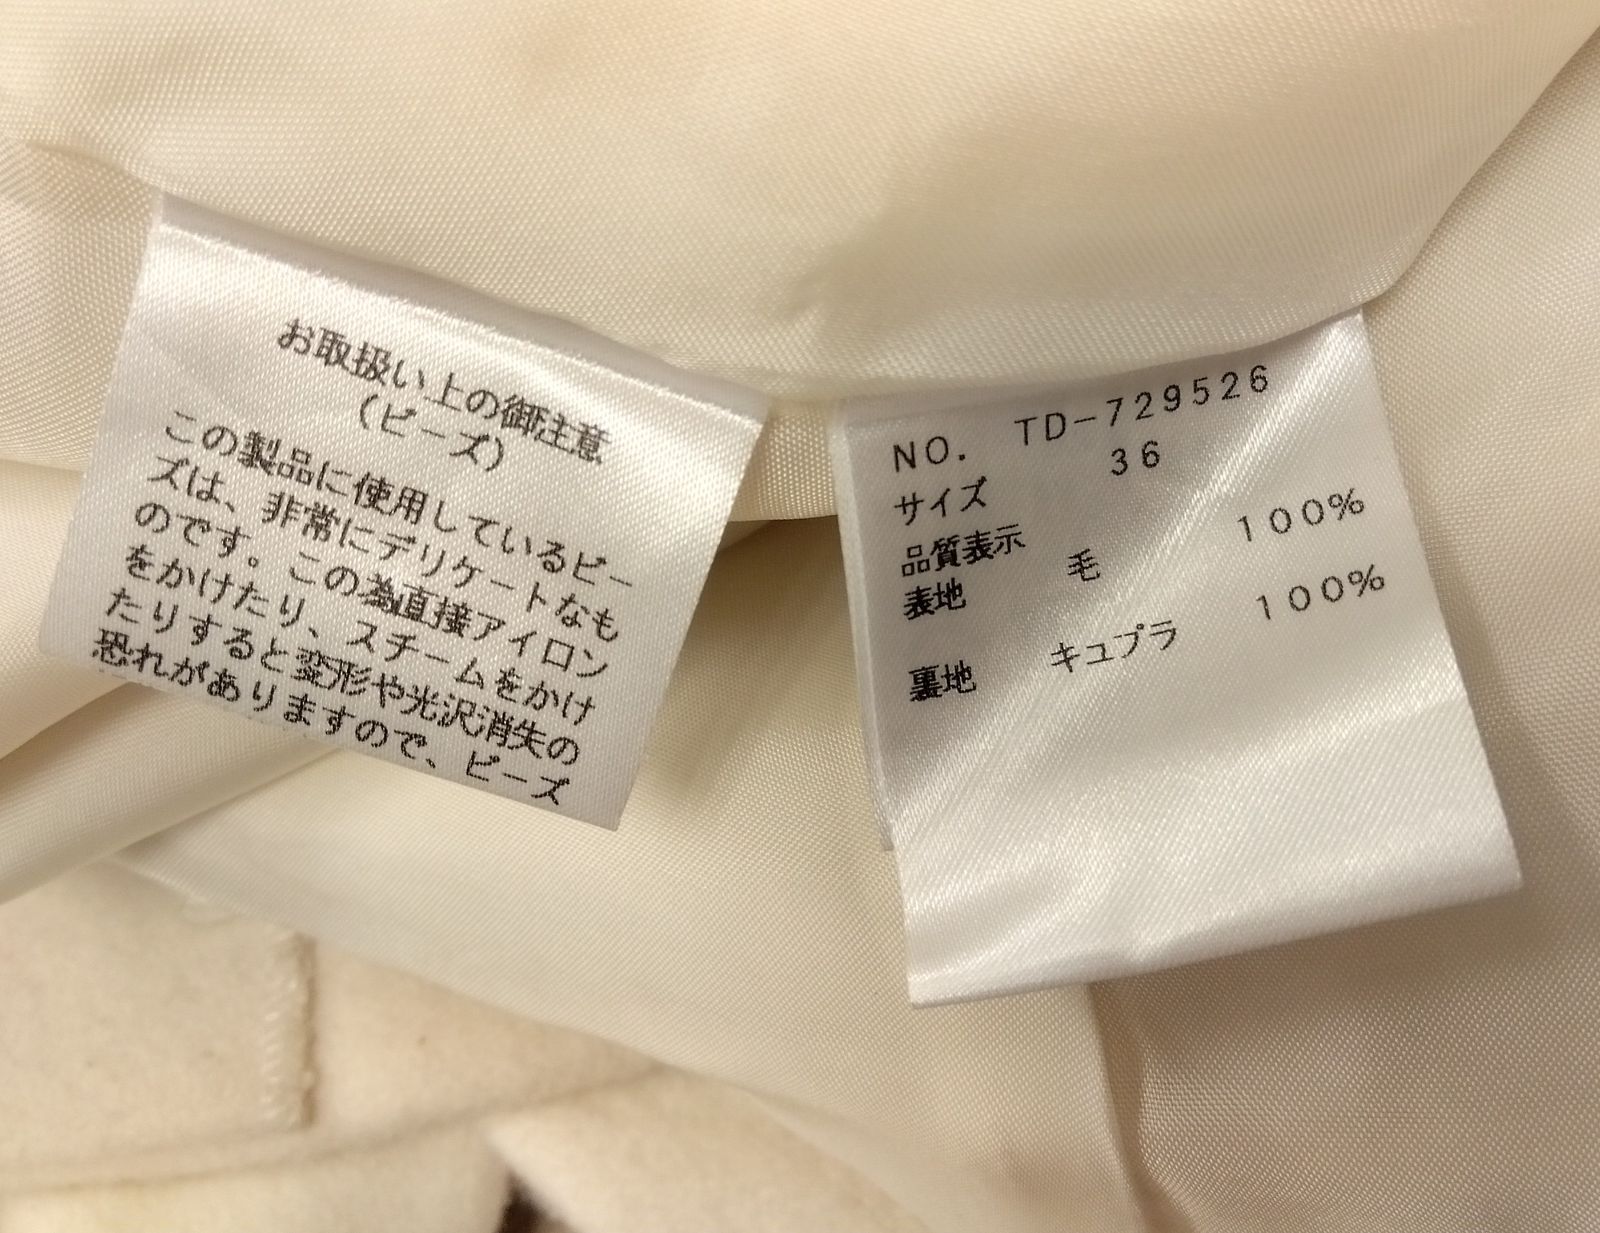 お取扱い上の御注意
(ビーズ)
この製品に使用しているビー
ズは、非常にデリケートなも
のです。この為直接アイロン
をかけたり、スチームをかけ
たりすると変形や光沢消失の
恐れがありますので、ビーズ
NO. TD-729526
サイズ 36
品質表示
表地 毛 100%
裏地 キュプラ 100%